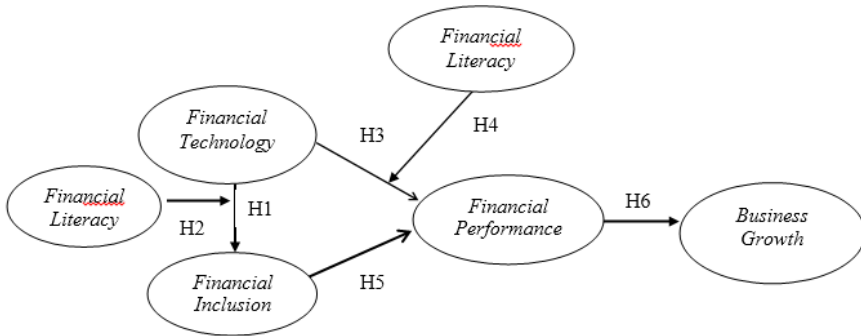 Financial
Literacy
Financial
Technology
H3
H4
Financial
Literacy
H2
H1
Financial
Performance
H6
Business
Growth
Financial
Inclusion
H5